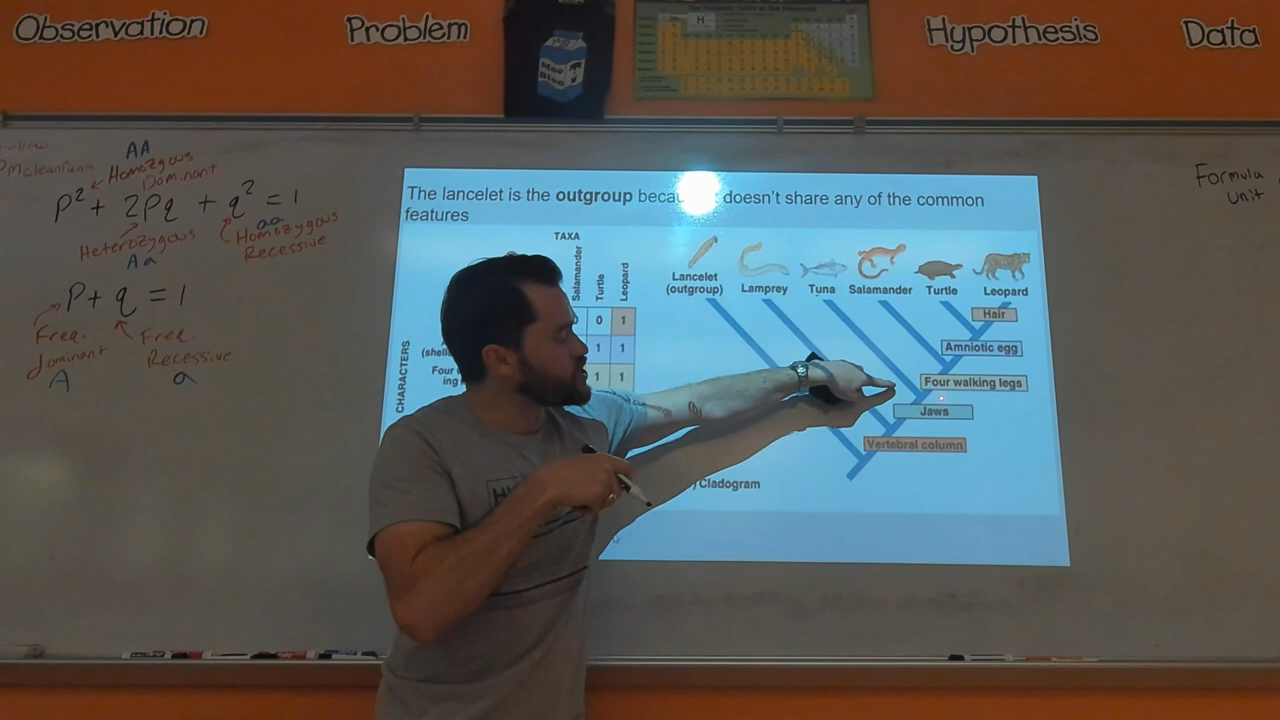 Observation
Problem
Hypothesis
Data
Moo
H
AA
Homozygous
Dominant
p² + 2pq + q² = 1
Heterozygous
Aa
aa
Homozygous
Recessive
P + q = 1
Freq.
dominant
A
Freq.
Recessive
a
The lancelet is the outgroup doesn't share any of the common
features
TAXA
Salamander
Turtle
Leopard
CHARACTERS
0 1
1 1
Four 1 1
Lancelet
(outgroup)
Lamprey
Tuna
Salamander
Turtle
Leopard
Hair
Amniotic egg
Four walking legs
Jaws
Vertebral column
Cladogram
Formula
Unit